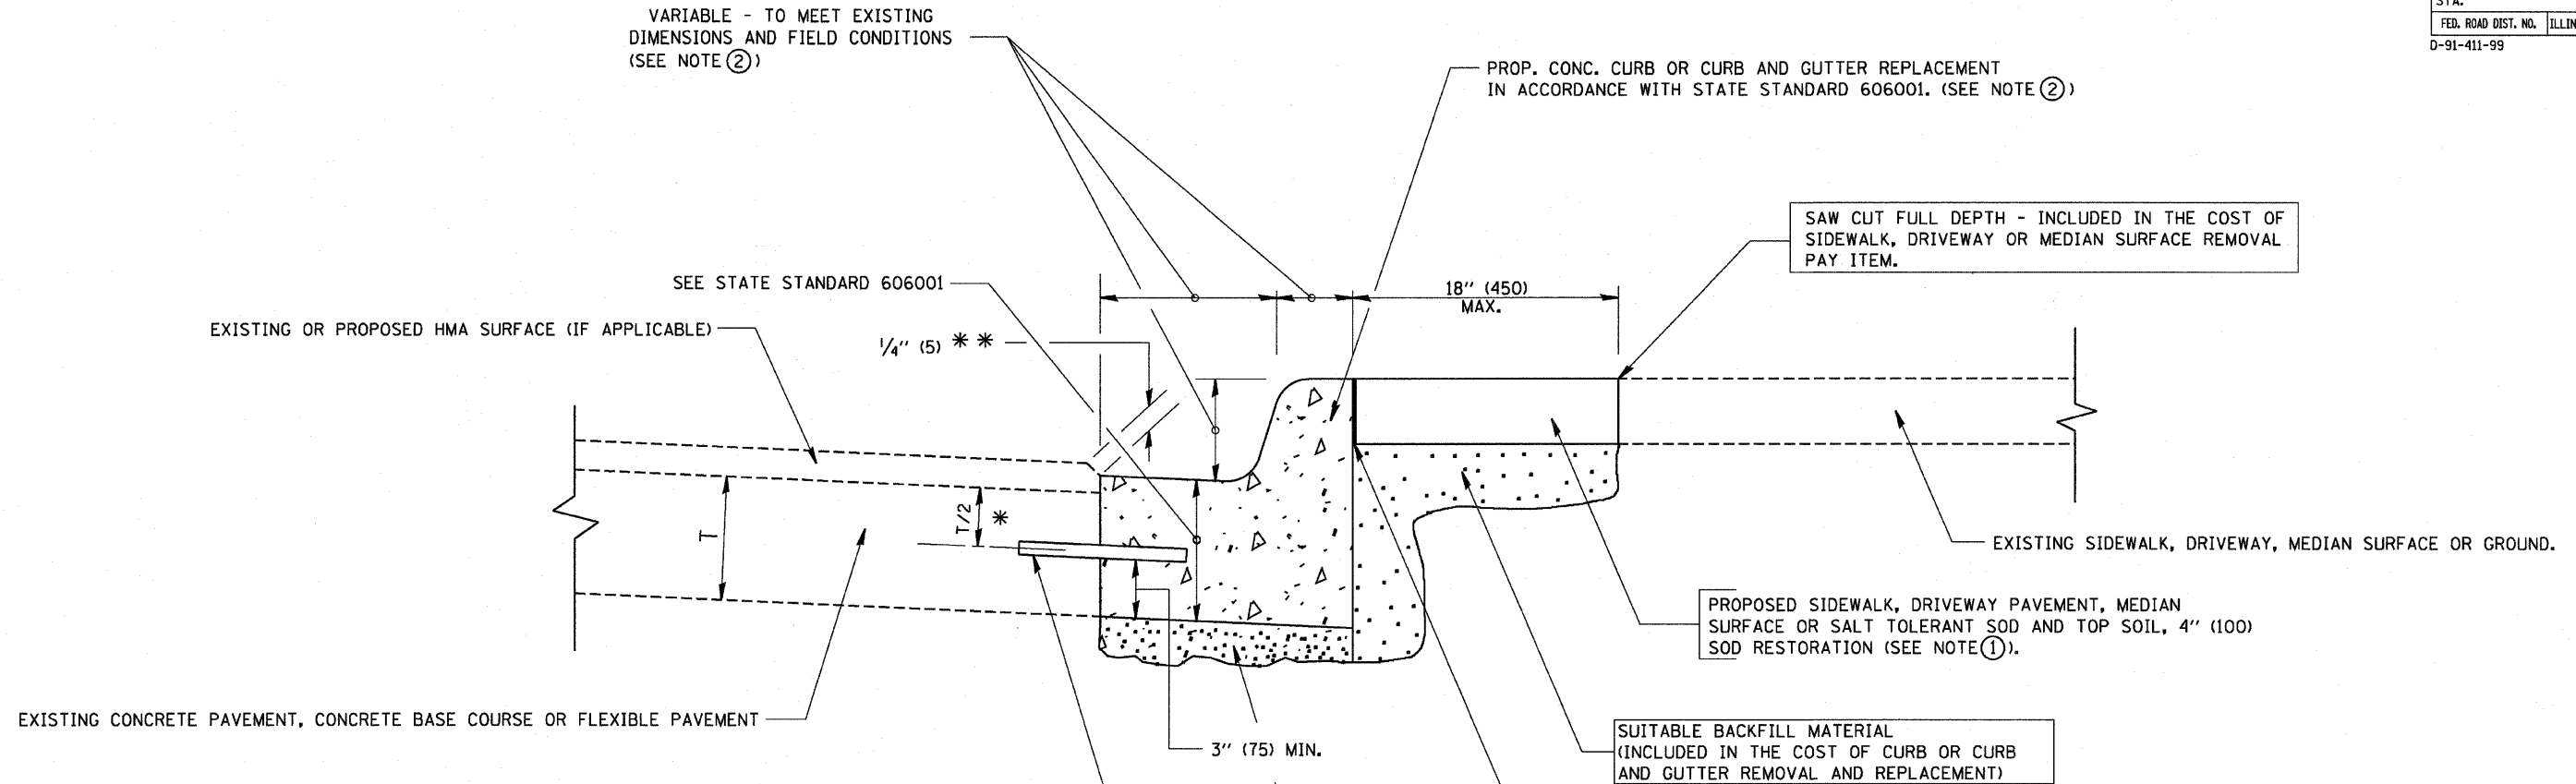 VARIABLE - TO MEET EXISTING
DIMENSIONS AND FIELD CONDITIONS
(SEE NOTE ②)
STA.
FED. ROAD DIST. NO.
D-91-411-99
PROP. CONC. CURB OR CURB AND GUTTER REPLACEMENT
IN ACCORDANCE WITH STATE STANDARD 606001. (SEE NOTE ②)
SAW CUT FULL DEPTH - INCLUDED IN THE COST OF
SIDEWALK, DRIVEWAY OR MEDIAN SURFACE REMOVAL
PAY ITEM.
SEE STATE STANDARD 606001
18" (450)
MAX.
EXISTING OR PROPOSED HMA SURFACE (IF APPLICABLE)
1/4" (5) * *
T
T/2 *
EXISTING SIDEWALK, DRIVEWAY, MEDIAN SURFACE OR GROUND.
PROPOSED SIDEWALK, DRIVEWAY PAVEMENT, MEDIAN
SURFACE OR SALT TOLERANT SOD AND TOP SOIL, 4" (100)
SOD RESTORATION (SEE NOTE ①).
EXISTING CONCRETE PAVEMENT, CONCRETE BASE COURSE OR FLEXIBLE PAVEMENT
3" (75) MIN.
SUITABLE BACKFILL MATERIAL
(INCLUDED IN THE COST OF CURB OR CURB
AND GUTTER REMOVAL AND REPLACEMENT)